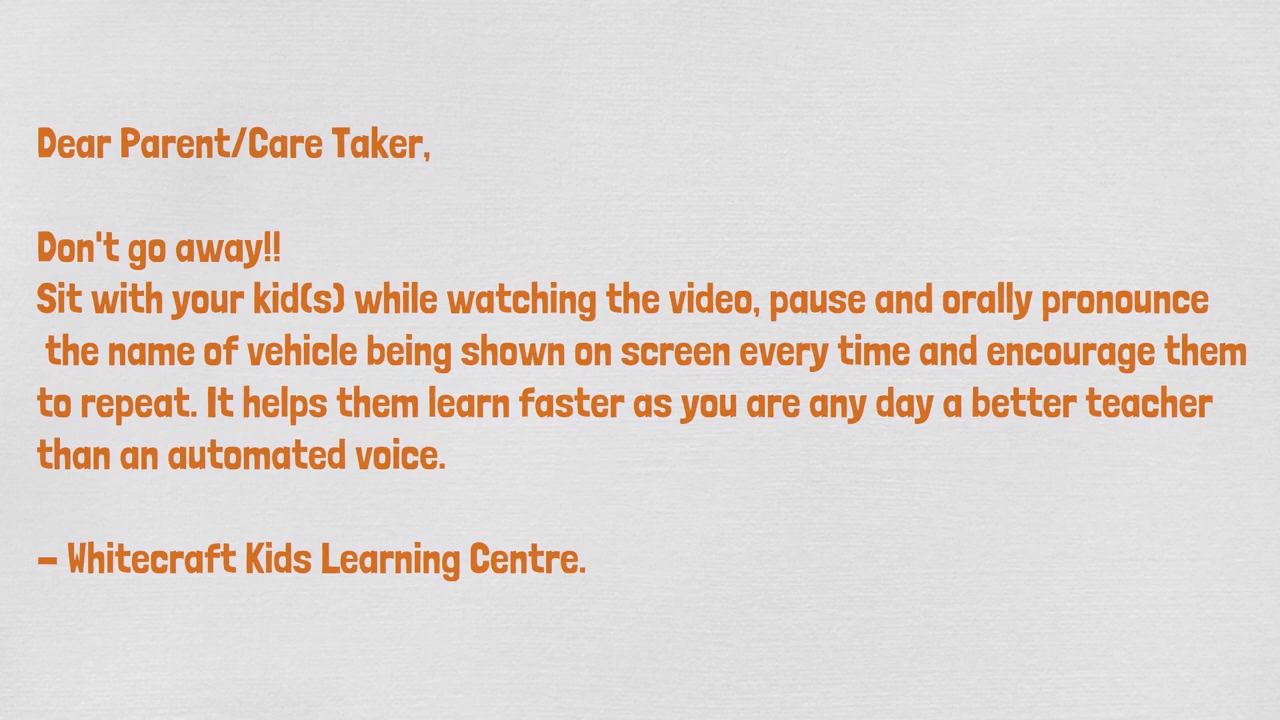 Dear Parent/Care Taker,
Don't go away!!
Sit with your kid(s) while watching the video, pause and orally pronounce
the name of vehicle being shown on screen every time and encourage them
to repeat. It helps them learn faster as you are any day a better teacher
than an automated voice.
– Whitecraft Kids Learning Centre.